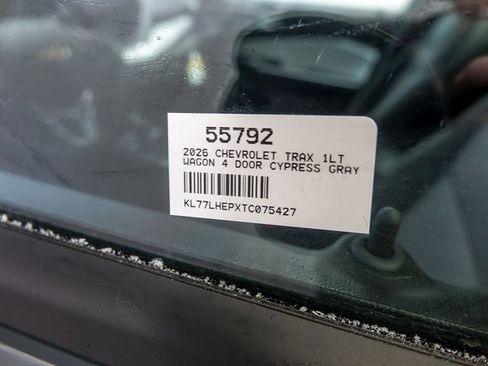 55792
2026 CHEVROLET TRAX 1LT
WAGON 4 DOOR CYPRESS GRAY
KL77LHEPXTC075427